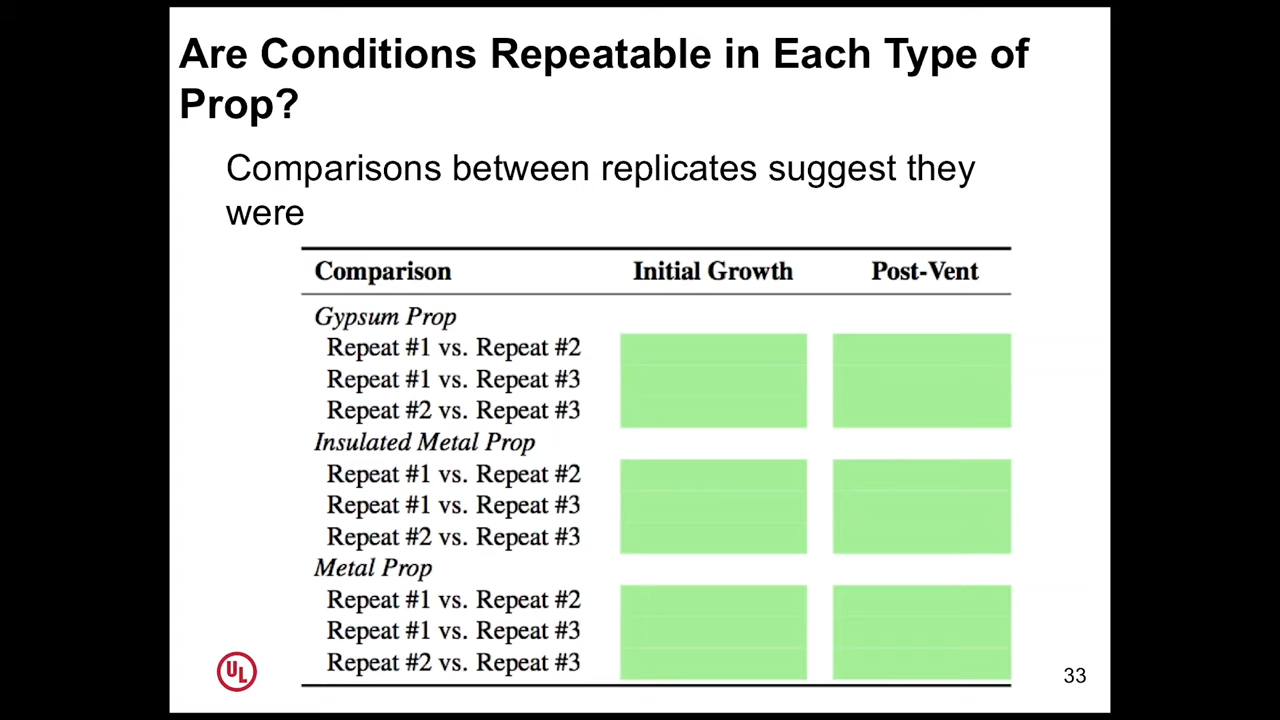 Are Conditions Repeatable in Each Type of
Prop?
Comparisons between replicates suggest they
were
Comparison Initial Growth Post-Vent
Gypsum Prop
Repeat #1 vs. Repeat #2
Repeat #1 vs. Repeat #3
Repeat #2 vs. Repeat #3
Insulated Metal Prop
Repeat #1 vs. Repeat #2
Repeat #1 vs. Repeat #3
Repeat #2 vs. Repeat #3
Metal Prop
Repeat #1 vs. Repeat #2
Repeat #1 vs. Repeat #3
Repeat #2 vs. Repeat #3
UL
33